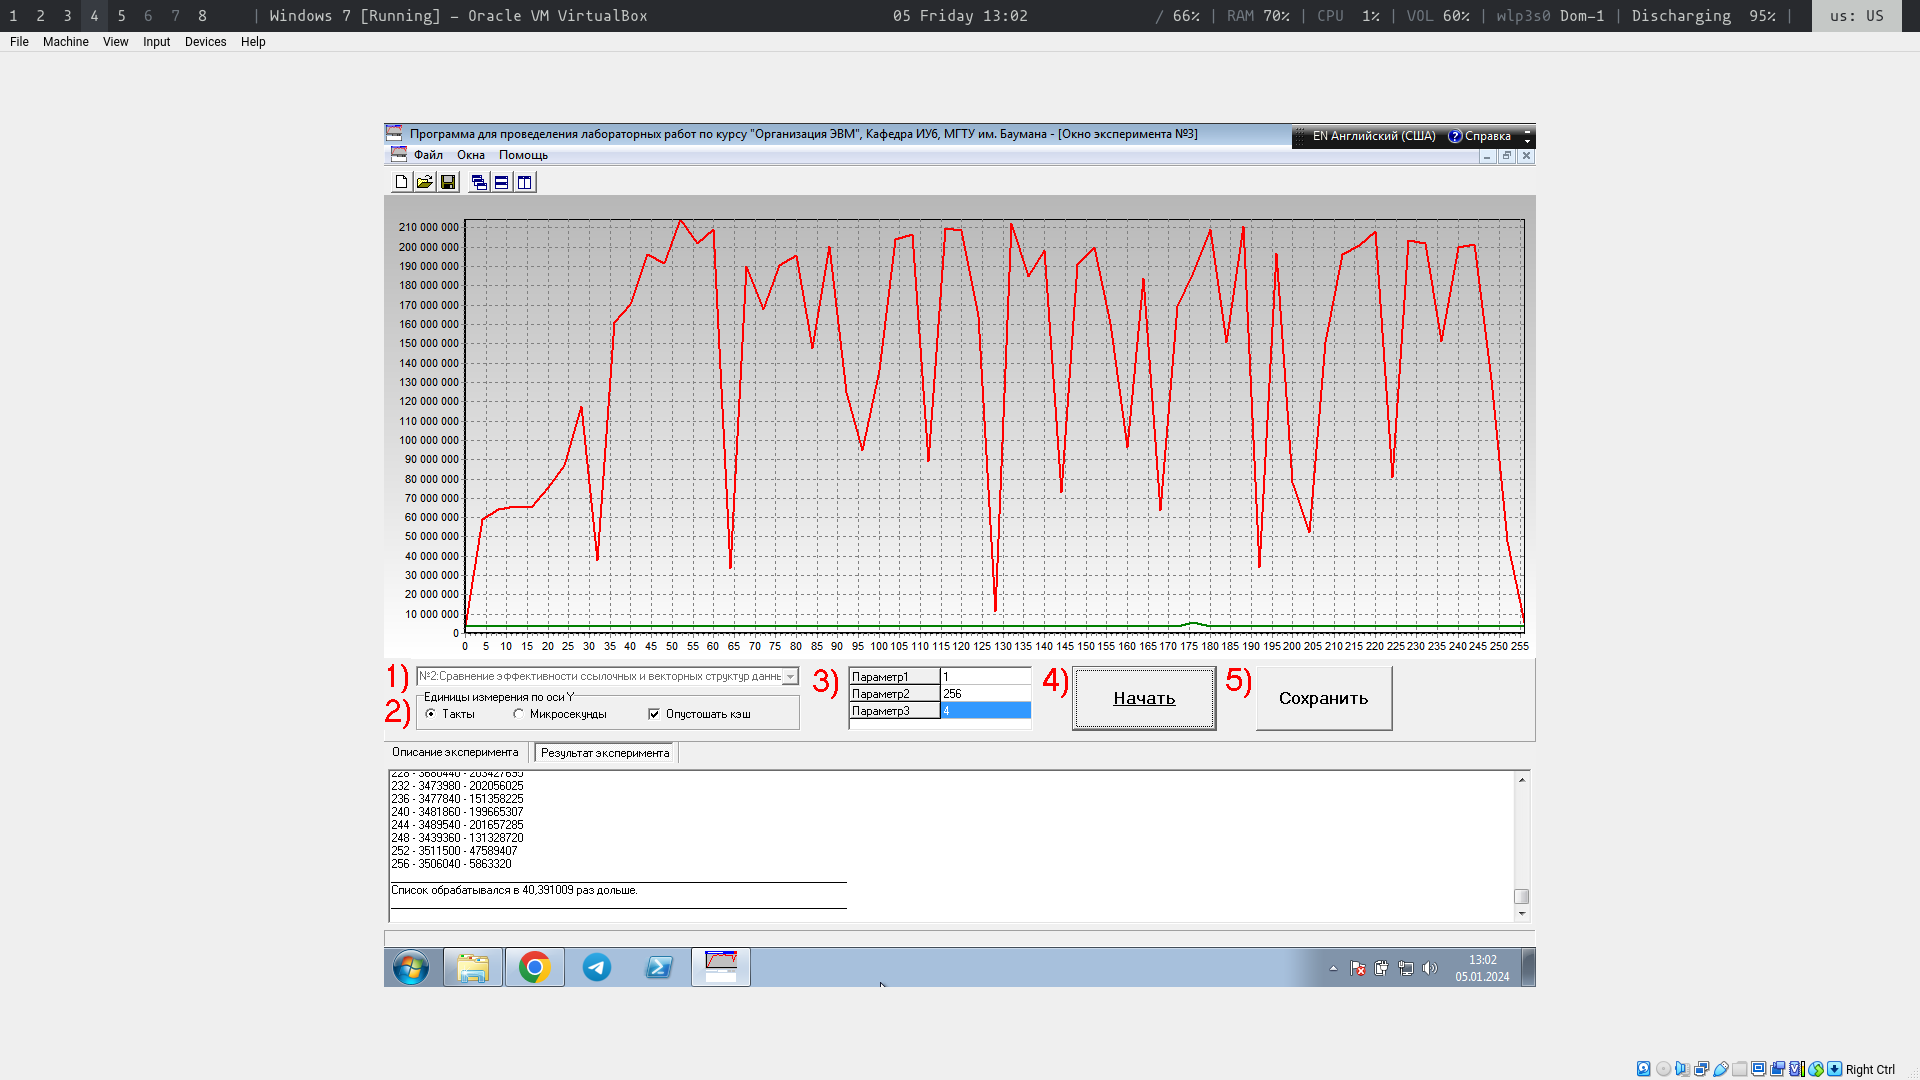 1 2 3 4 5 6 7 8 | Windows 7 [Running] – Oracle VM VirtualBox 05 Friday 13:02 / 66% | RAM 70% | CPU 1% | VOL 60% | wlp3s0 Dom-1 | Discharging 95% | us: US
File Machine View Input Devices Help
Программа для проведения лабораторных работ по курсу "Организация ЭВМ", Кафедра ИУ6, МГТУ им. Баумана - [Окно эксперимента №3] EN Английский (США) Справка
Файл Окна Помощь
210 000 000
200 000 000
190 000 000
180 000 000
170 000 000
160 000 000
150 000 000
140 000 000
130 000 000
120 000 000
110 000 000
100 000 000
90 000 000
80 000 000
70 000 000
60 000 000
50 000 000
40 000 000
30 000 000
20 000 000
10 000 000
0
0 5 10 15 20 25 30 35 40 45 50 55 60 65 70 75 80 85 90 95 100 105 110 115 120 125 130 135 140 145 150 155 160 165 170 175 180 185 190 195 200 205 210 215 220 225 230 235 240 245 250 255
1) №2:Сравнение эффективности ссылочных и векторных структур данны
Единицы измерения по оси Y
2) Такты Микросекунды Опустошать кэш
3) Параметр1 1
Параметр2 256
Параметр3 4
4) Начать
5) Сохранить
Описание эксперимента Результат эксперимента
228 - 3680440 - 203427695
232 - 3473980 - 202056025
236 - 3477840 - 151358225
240 - 3481860 - 199665307
244 - 3489540 - 201657285
248 - 3439360 - 131328720
252 - 3511500 - 47589407
256 - 3506040 - 5863320
Список обрабатывался в 40,391009 раз дольше.
13:02
05.01.2024
Right Ctrl